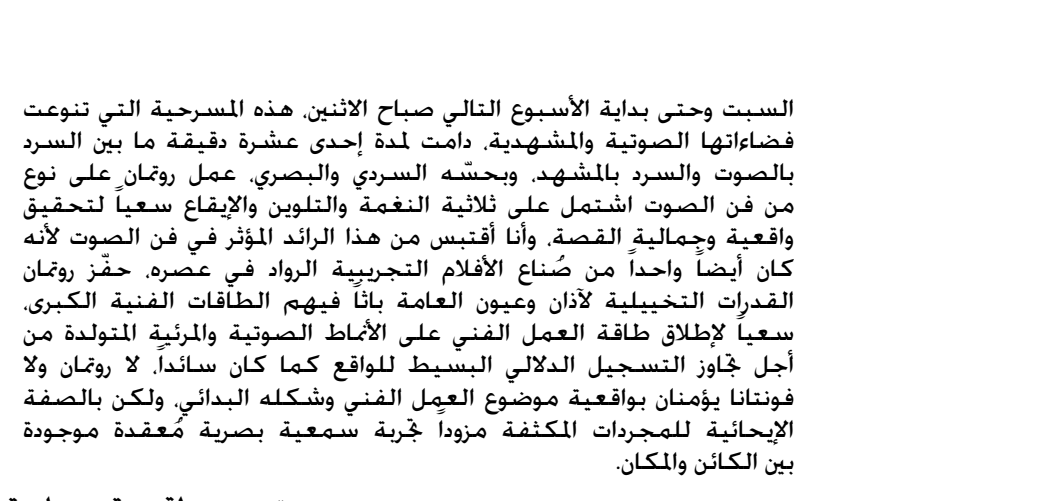 السبت وحتى بداية الأسبوع التالي صباح الاثنين، هذه المسرحية التي تنوعت
فضاءاتها الصوتية والمشهدية، دامت لمدة إحدى عشرة دقيقة ما بين السرد
بالصوت والسرد بالمشهد، وبحسّه السردي والبصري، عمل روتمان على نوع
من فن الصوت اشتمل على ثلاثية النغمة والتلوين والإيقاع سعياً لتحقيق
واقعية وجمالية القصة، وأنا أقتبس من هذا الرائد المؤثر في فن الصوت لأنه
كان أيضاً واحداً من صُناع الأفلام التجريبية الرواد في عصره، حفّز روتمان
القدرات التخييلية لآذان وعيون العامة باثاً فيهم الطاقات الفنية الكبرى،
سعياً لإطلاق طاقة العمل الفني على الأنماط الصوتية والمرئية المتولدة من
أجل تجاوز التسجيل الدلالي البسيط للواقع كما كان سائداً، لا روتمان ولا
فونتانا يؤمنان بواقعية موضوع العمل الفني وشكله البدائي، ولكن بالصفة
الإيحائية للمجردات المكثفة مزوداً تجربة سمعية بصرية مُعقدة موجودة
بين الكائن والمكان.